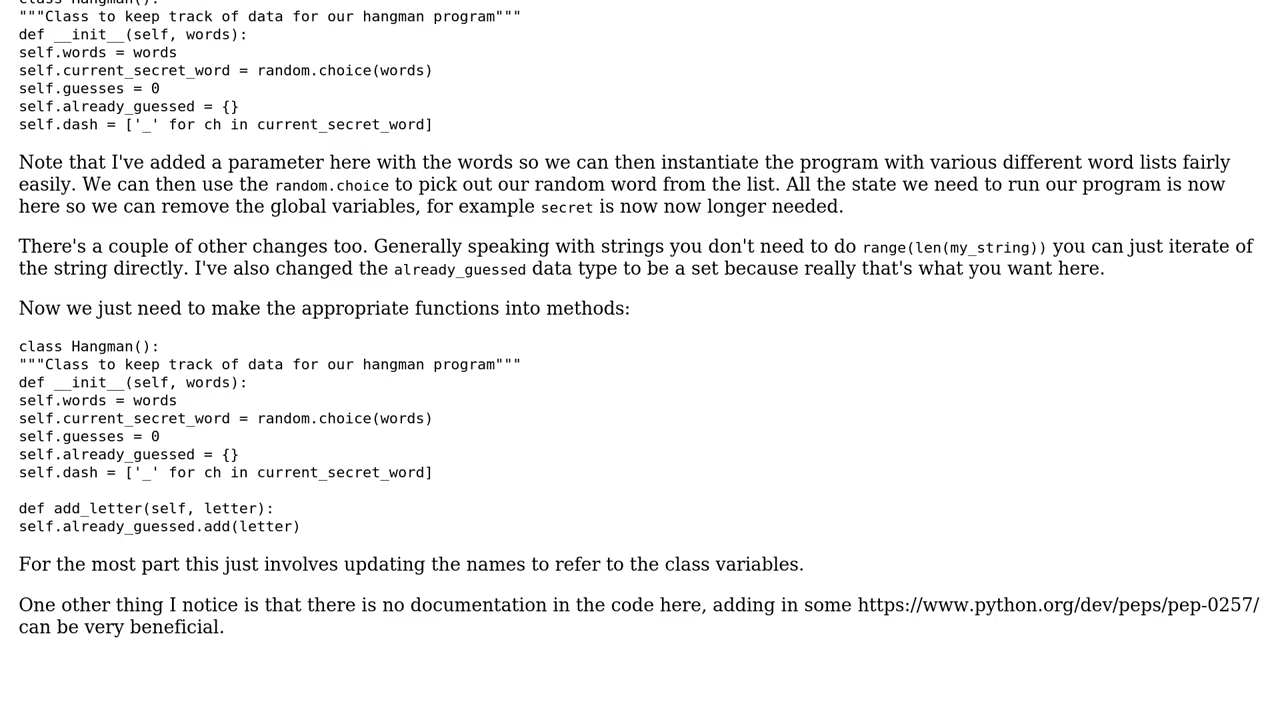 class Hangman():
"""Class to keep track of data for our hangman program"""
def __init__(self, words):
self.words = words
self.current_secret_word = random.choice(words)
self.guesses = 0
self.already_guessed = {}
self.dash = ['_' for ch in current_secret_word]
Note that I've added a parameter here with the words so we can then instantiate the program with various different word lists fairly
easily. We can then use the random.choice to pick out our random word from the list. All the state we need to run our program is now
here so we can remove the global variables, for example secret is now now longer needed.
There's a couple of other changes too. Generally speaking with strings you don't need to do range(len(my_string)) you can just iterate of
the string directly. I've also changed the already_guessed data type to be a set because really that's what you want here.
Now we just need to make the appropriate functions into methods:
class Hangman():
"""Class to keep track of data for our hangman program"""
def __init__(self, words):
self.words = words
self.current_secret_word = random.choice(words)
self.guesses = 0
self.already_guessed = {}
self.dash = ['_' for ch in current_secret_word]
def add_letter(self, letter):
self.already_guessed.add(letter)
For the most part this just involves updating the names to refer to the class variables.
One other thing I notice is that there is no documentation in the code here, adding in some https://www.python.org/dev/peps/pep-0257/
can be very beneficial.